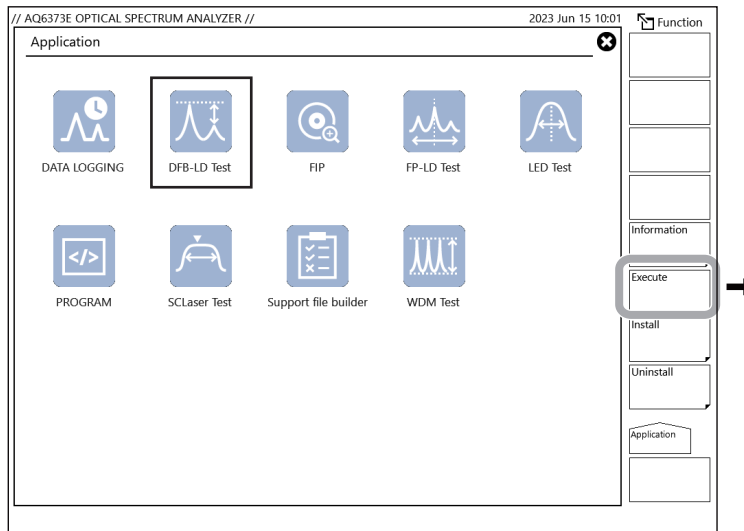 // AQ6373E OPTICAL SPECTRUM ANALYZER // 2023 Jun 15 10:01
Function
Application
DATA LOGGING DFB-LD Test FIP FP-LD Test LED Test
</>
PROGRAM SCLaser Test Support file builder WDM Test
Information
Execute
Install
Uninstall
Application